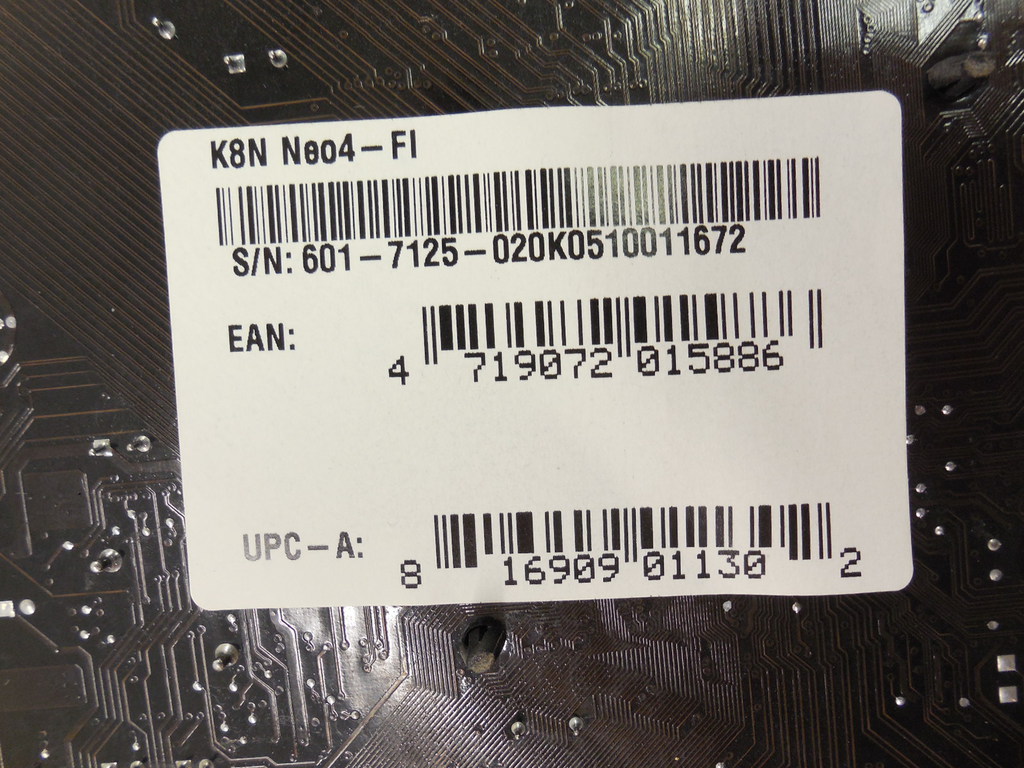 K8N Neo4-FI
S/N: 601-7125-020K0510011672
EAN:
4 719072 015886
UPC-A:
8 16909 01130 2